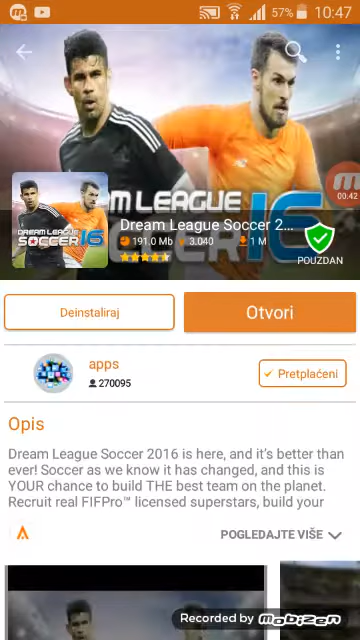 57% 10:47
00:42
DREAM LEAGUE
SOCCER 16
M LEAGUE
SOCCER 16
Dream League Soccer 2...
191,0 Mb 3.040 1 M
POUZDAN
Deinstaliraj
Otvori
apps
270095
Pretplaćeni
Opis
Dream League Soccer 2016 is here, and it's better than
ever! Soccer as we know it has changed, and this is
YOUR chance to build THE best team on the planet.
Recruit real FIFPro™ licensed superstars, build your
POGLEDAJTE VIŠE
Recorded by MOBIZEN